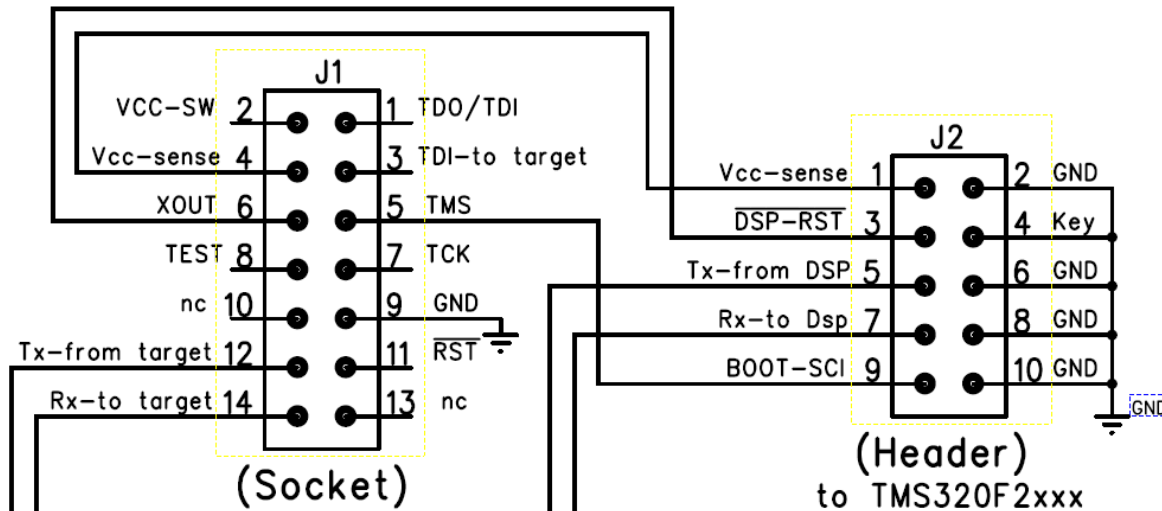 J1
VCC-SW 2 1 TDO/TDI
Vcc-sense 4 3 TDI-to target
XOUT 6 5 TMS
TEST 8 7 TCK
nc 10 9 GND
Tx-from target 12 11 RST
Rx-to target 14 13 nc
(Socket)
J2
Vcc-sense 1 2 GND
DSP-RST 3 4 Key
Tx-from DSP 5 6 GND
Rx-to Dsp 7 8 GND
BOOT-SCI 9 10 GND
GND
(Header)
to TMS320F2xxx